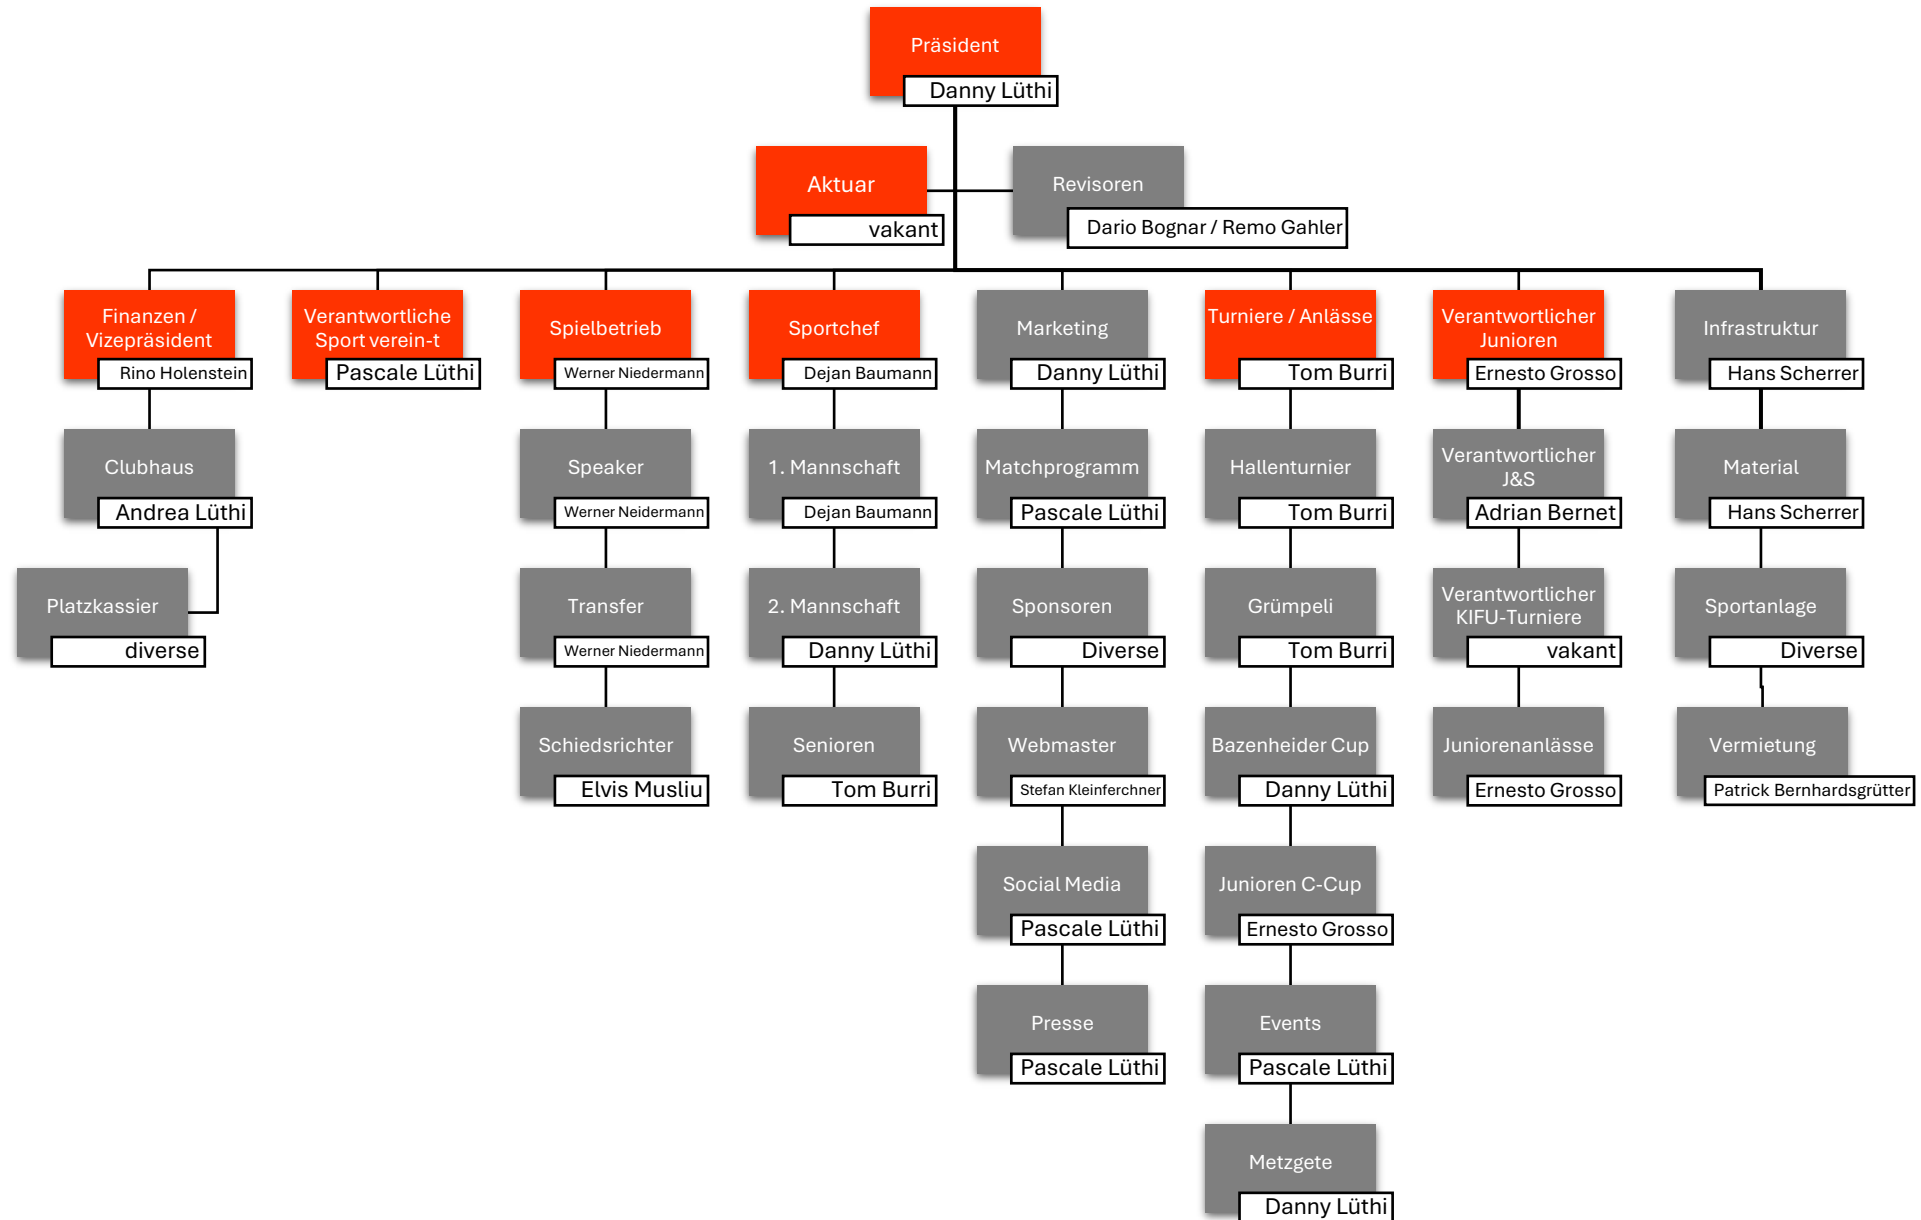 Präsident
Danny Lüthi
Aktuar
vakant
Revisoren
Dario Bognar / Remo Gahler
Finanzen /
Vizepräsident
Rino Holenstein
Verantwortliche
Sport verein-t
Pascale Lüthi
Spielbetrieb
Werner Niedermann
Sportchef
Dejan Baumann
Marketing
Danny Lüthi
Turniere / Anlässe
Tom Burri
Verantwortlicher
Junioren
Ernesto Grosso
Infrastruktur
Hans Scherrer
Clubhaus
Andrea Lüthi
Speaker
Werner Neidermann
1. Mannschaft
Dejan Baumann
Matchprogramm
Pascale Lüthi
Hallenturnier
Tom Burri
Verantwortlicher
J&S
Adrian Bernet
Material
Hans Scherrer
Platzkassier
diverse
Transfer
Werner Niedermann
2. Mannschaft
Danny Lüthi
Sponsoren
Diverse
Grümpeli
Tom Burri
Verantwortlicher
KIFU-Turniere
vakant
Sportanlage
Diverse
Schiedsrichter
Elvis Musliu
Senioren
Tom Burri
Webmaster
Stefan Kleinferchner
Bazenheider Cup
Danny Lüthi
Juniorenanlässe
Ernesto Grosso
Vermietung
Patrick Bernhardsgrütter
Social Media
Pascale Lüthi
Junioren C-Cup
Ernesto Grosso
Presse
Pascale Lüthi
Events
Pascale Lüthi
Metzgete
Danny Lüthi